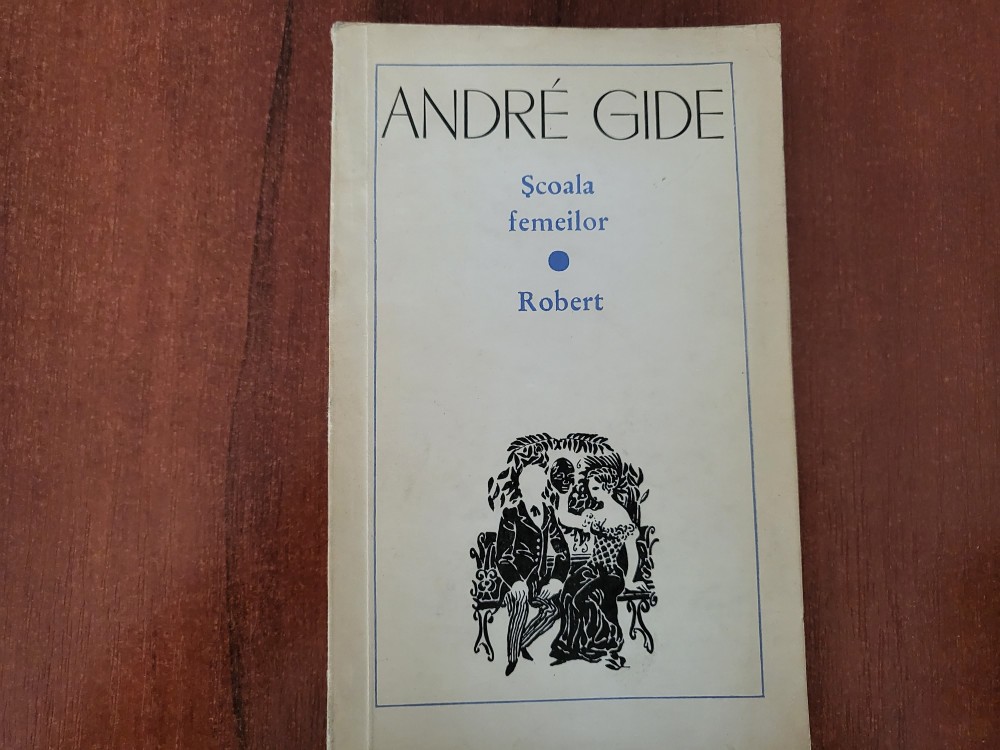 ANDRÉ GIDE
Şcoala
femeilor
Robert